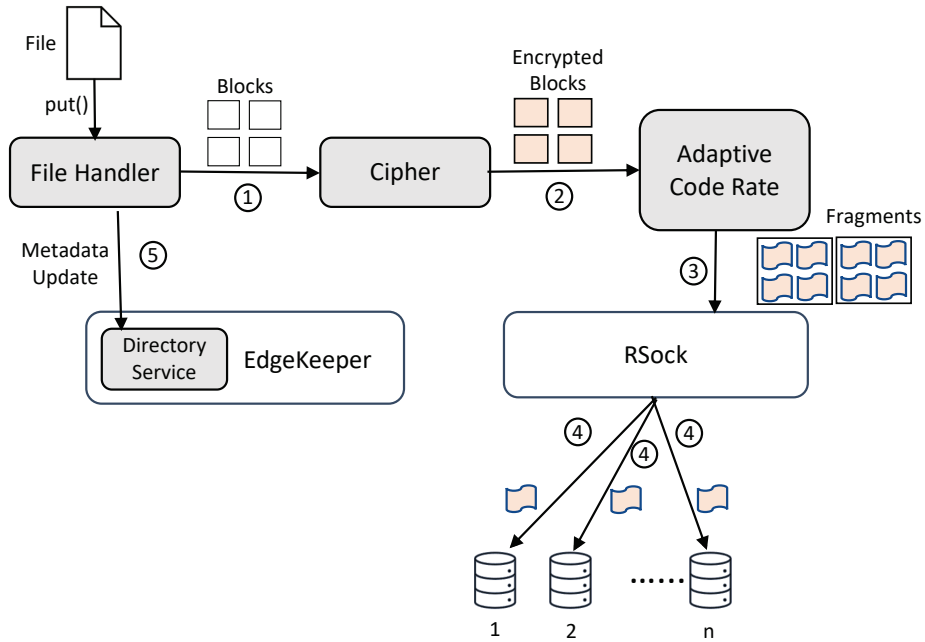 File
put()
Blocks
Encrypted
Blocks
File Handler
Cipher
Adaptive
Code Rate
1
2
Fragments
Metadata
Update
5
3
Directory
Service
EdgeKeeper
RSock
4
4
4
......
1
2
n